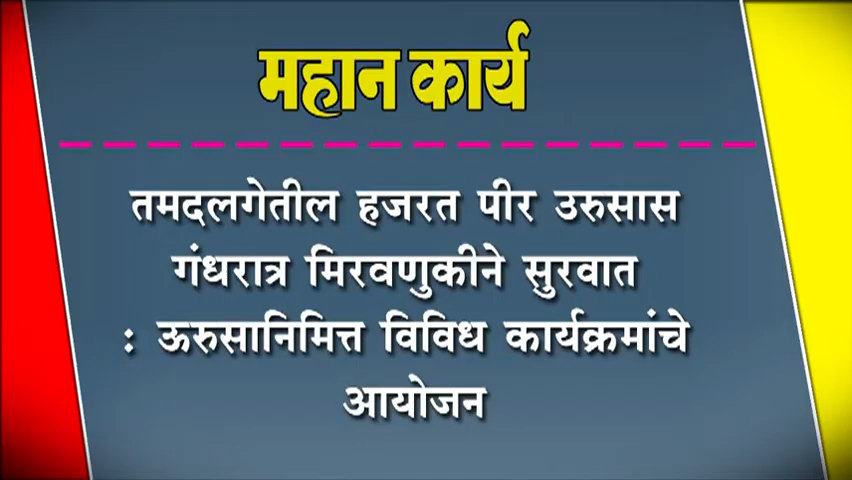 महान कार्य
तमदलगेतील हजरत पीर उरुसास
गंधरात्र मिरवणुकीने सुरवात
: ऊरुसानिमित्त विविध कार्यक्रमांचे
आयोजन